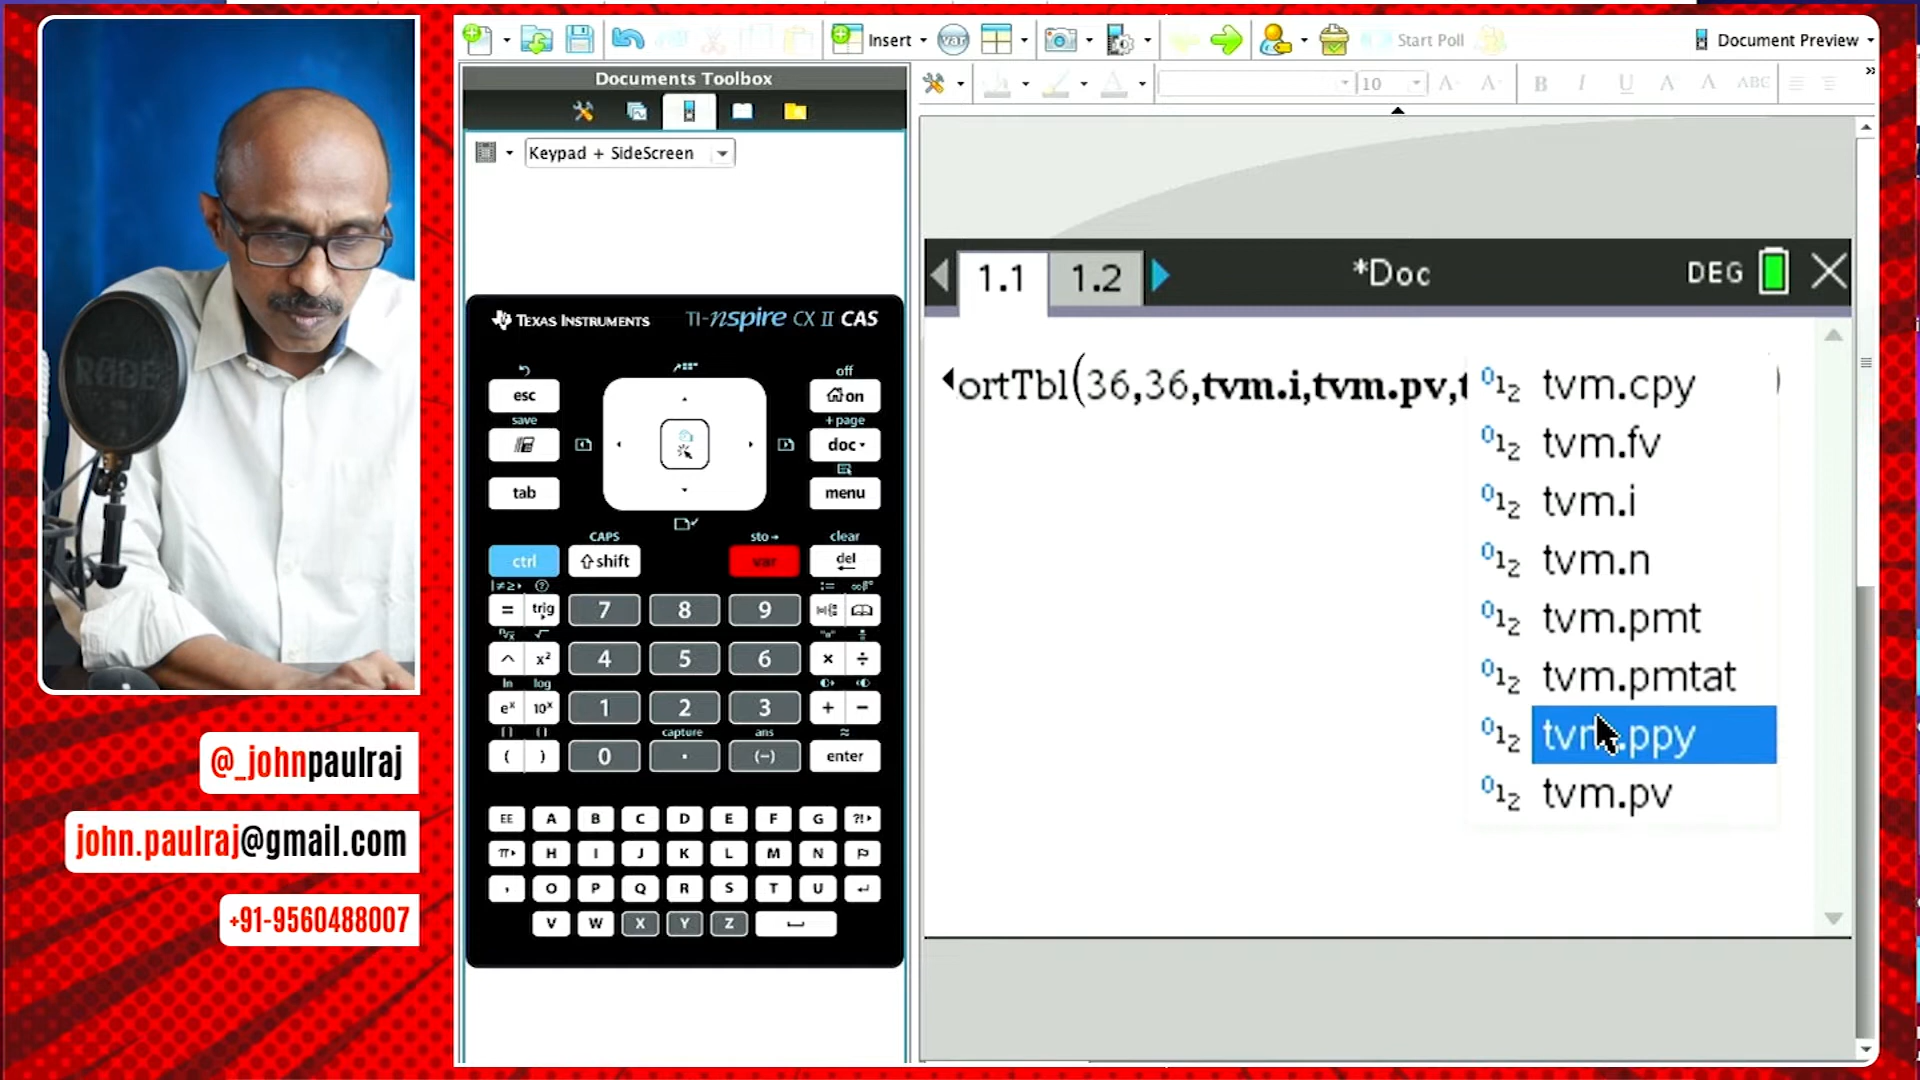 RØDE
@_johnpaulraj
john.paulraj@gmail.com
+91-9560488007
Insert
var
Start Poll
Document Preview
Documents Toolbox
10
B I U A A ABC
Keypad + SideScreen
TEXAS INSTRUMENTS TI-nspire CX II CAS
off
esc
on
save
+page
doc
tab
menu
CAPS
sto→
clear
ctrl
shift
var
del
= trig 7 8 9
^ x² 4 5 6 × ÷
ln log
eˣ 10ˣ 1 2 3 + −
capture ans ≈
( ) 0 . (−) enter
EE A B C D E F G ?!▸
π▸ H I J K L M N
, O P Q R S T U ↵
V W X Y Z
1.1 1.2 *Doc DEG
ortTbl(36,36,tvm.i,tvm.pv,t )
tvm.cpy
tvm.fv
tvm.i
tvm.n
tvm.pmt
tvm.pmtat
tvm.ppy
tvm.pv